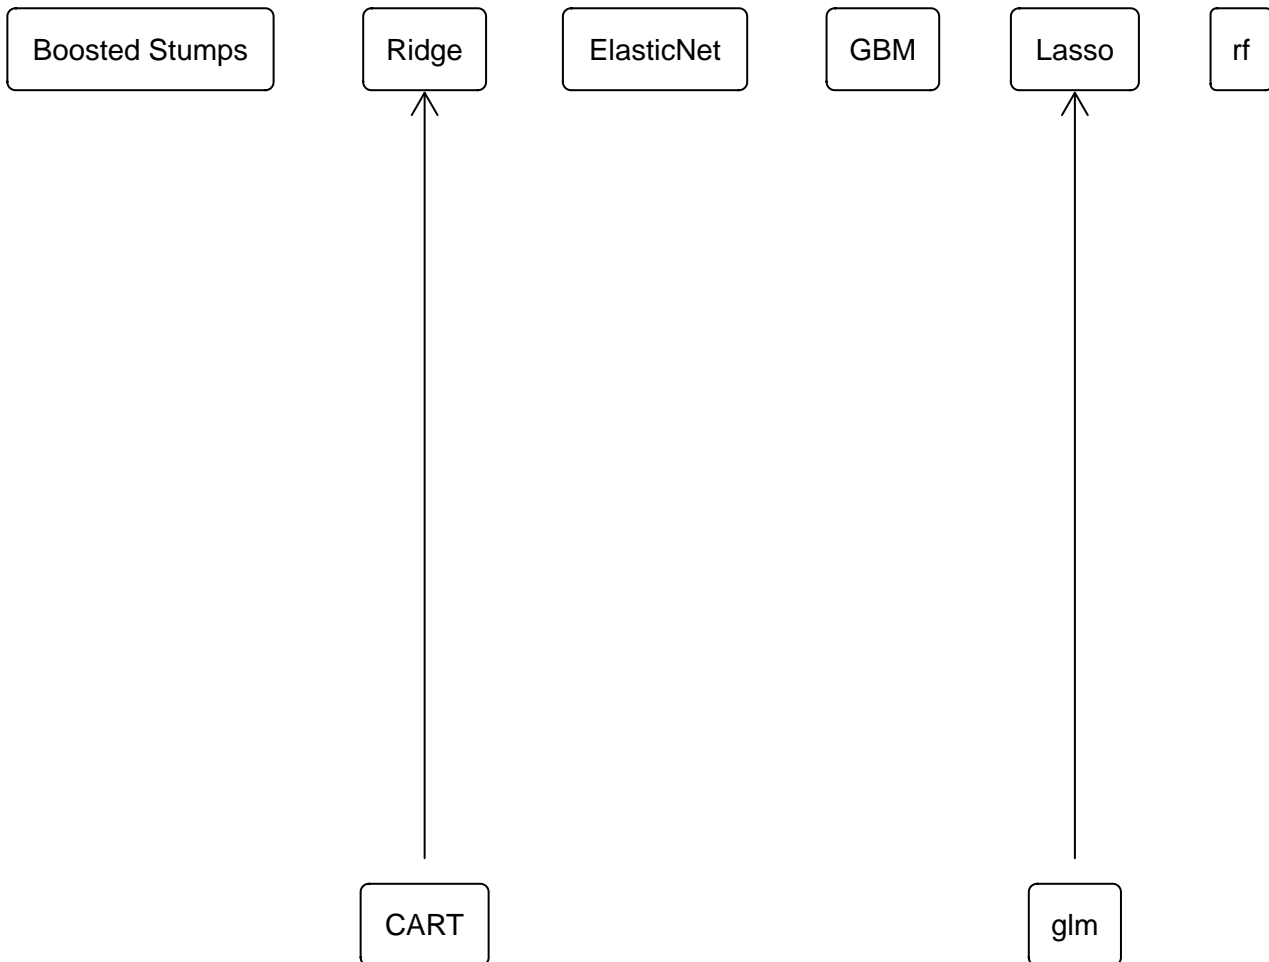 Boosted Stumps
Ridge
ElasticNet
GBM
Lasso
rf
CART
glm